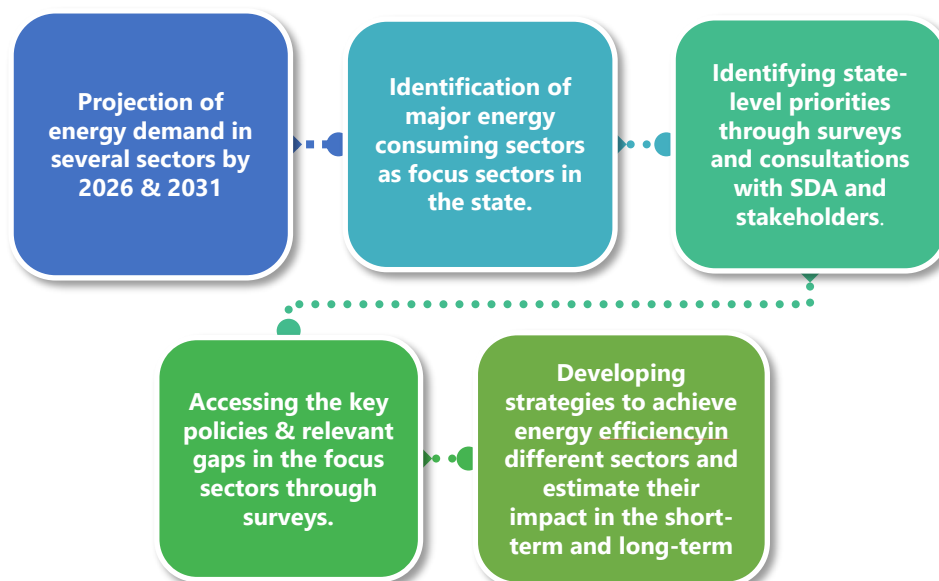 Projection of
energy demand in
several sectors by
2026 & 2031
Identification of
major energy
consuming sectors
as focus sectors in
the state.
Identifying state-
level priorities
through surveys
and consultations
with SDA and
stakeholders.
Accessing the key
policies & relevant
gaps in the focus
sectors through
surveys.
Developing
strategies to achieve
energy efficiencyin
different sectors and
estimate their
impact in the short-
term and long-term